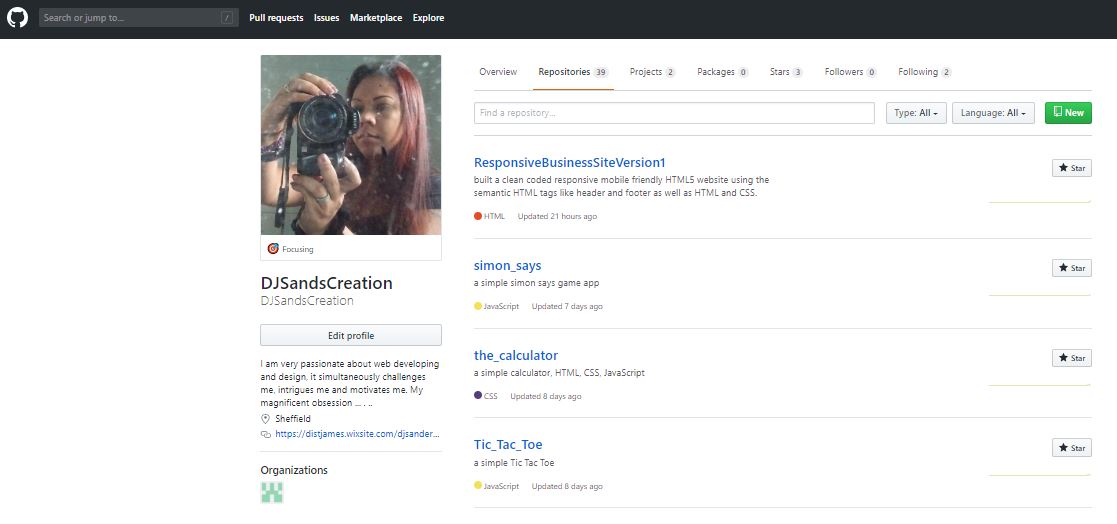 Search or jump to... /
Pull requests Issues Marketplace Explore
Overview Repositories 39 Projects 2 Packages 0 Stars 3 Followers 0 Following 2
Find a repository... Type: All Language: All New
Focusing
DJSandsCreation
DJSandsCreation
Edit profile
I am very passionate about web developing
and design, it simultaneously challenges
me, intrigues me and motivates me. My
magnificent obsession ... . ..
Sheffield
https://distjames.wixsite.com/djsander...
Organizations
ResponsiveBusinessSiteVersion1
Star
built a clean coded responsive mobile friendly HTML5 website using the
semantic HTML tags like header and footer as well as HTML and CSS.
HTML Updated 21 hours ago
simon_says
Star
a simple simon says game app
JavaScript Updated 7 days ago
the_calculator
Star
a simple calculator, HTML, CSS, JavaScript
CSS Updated 8 days ago
Tic_Tac_Toe
Star
a simple Tic Tac Toe
JavaScript Updated 8 days ago